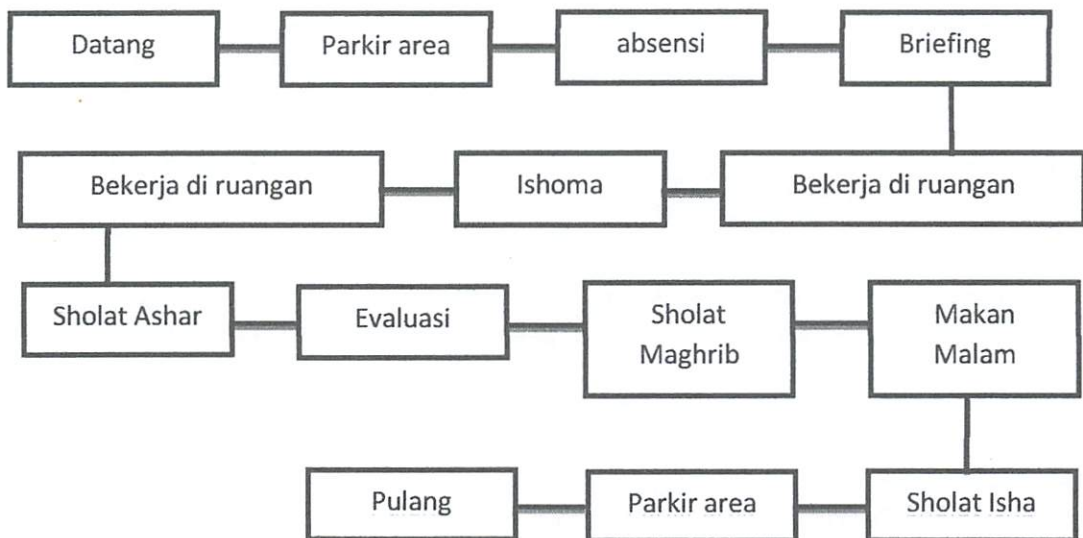 Datang
Parkir area
absensi
Briefing
Bekerja di ruangan
Ishoma
Bekerja di ruangan
Sholat Ashar
Evaluasi
Sholat
Maghrib
Makan
Malam
Sholat Isha
Parkir area
Pulang